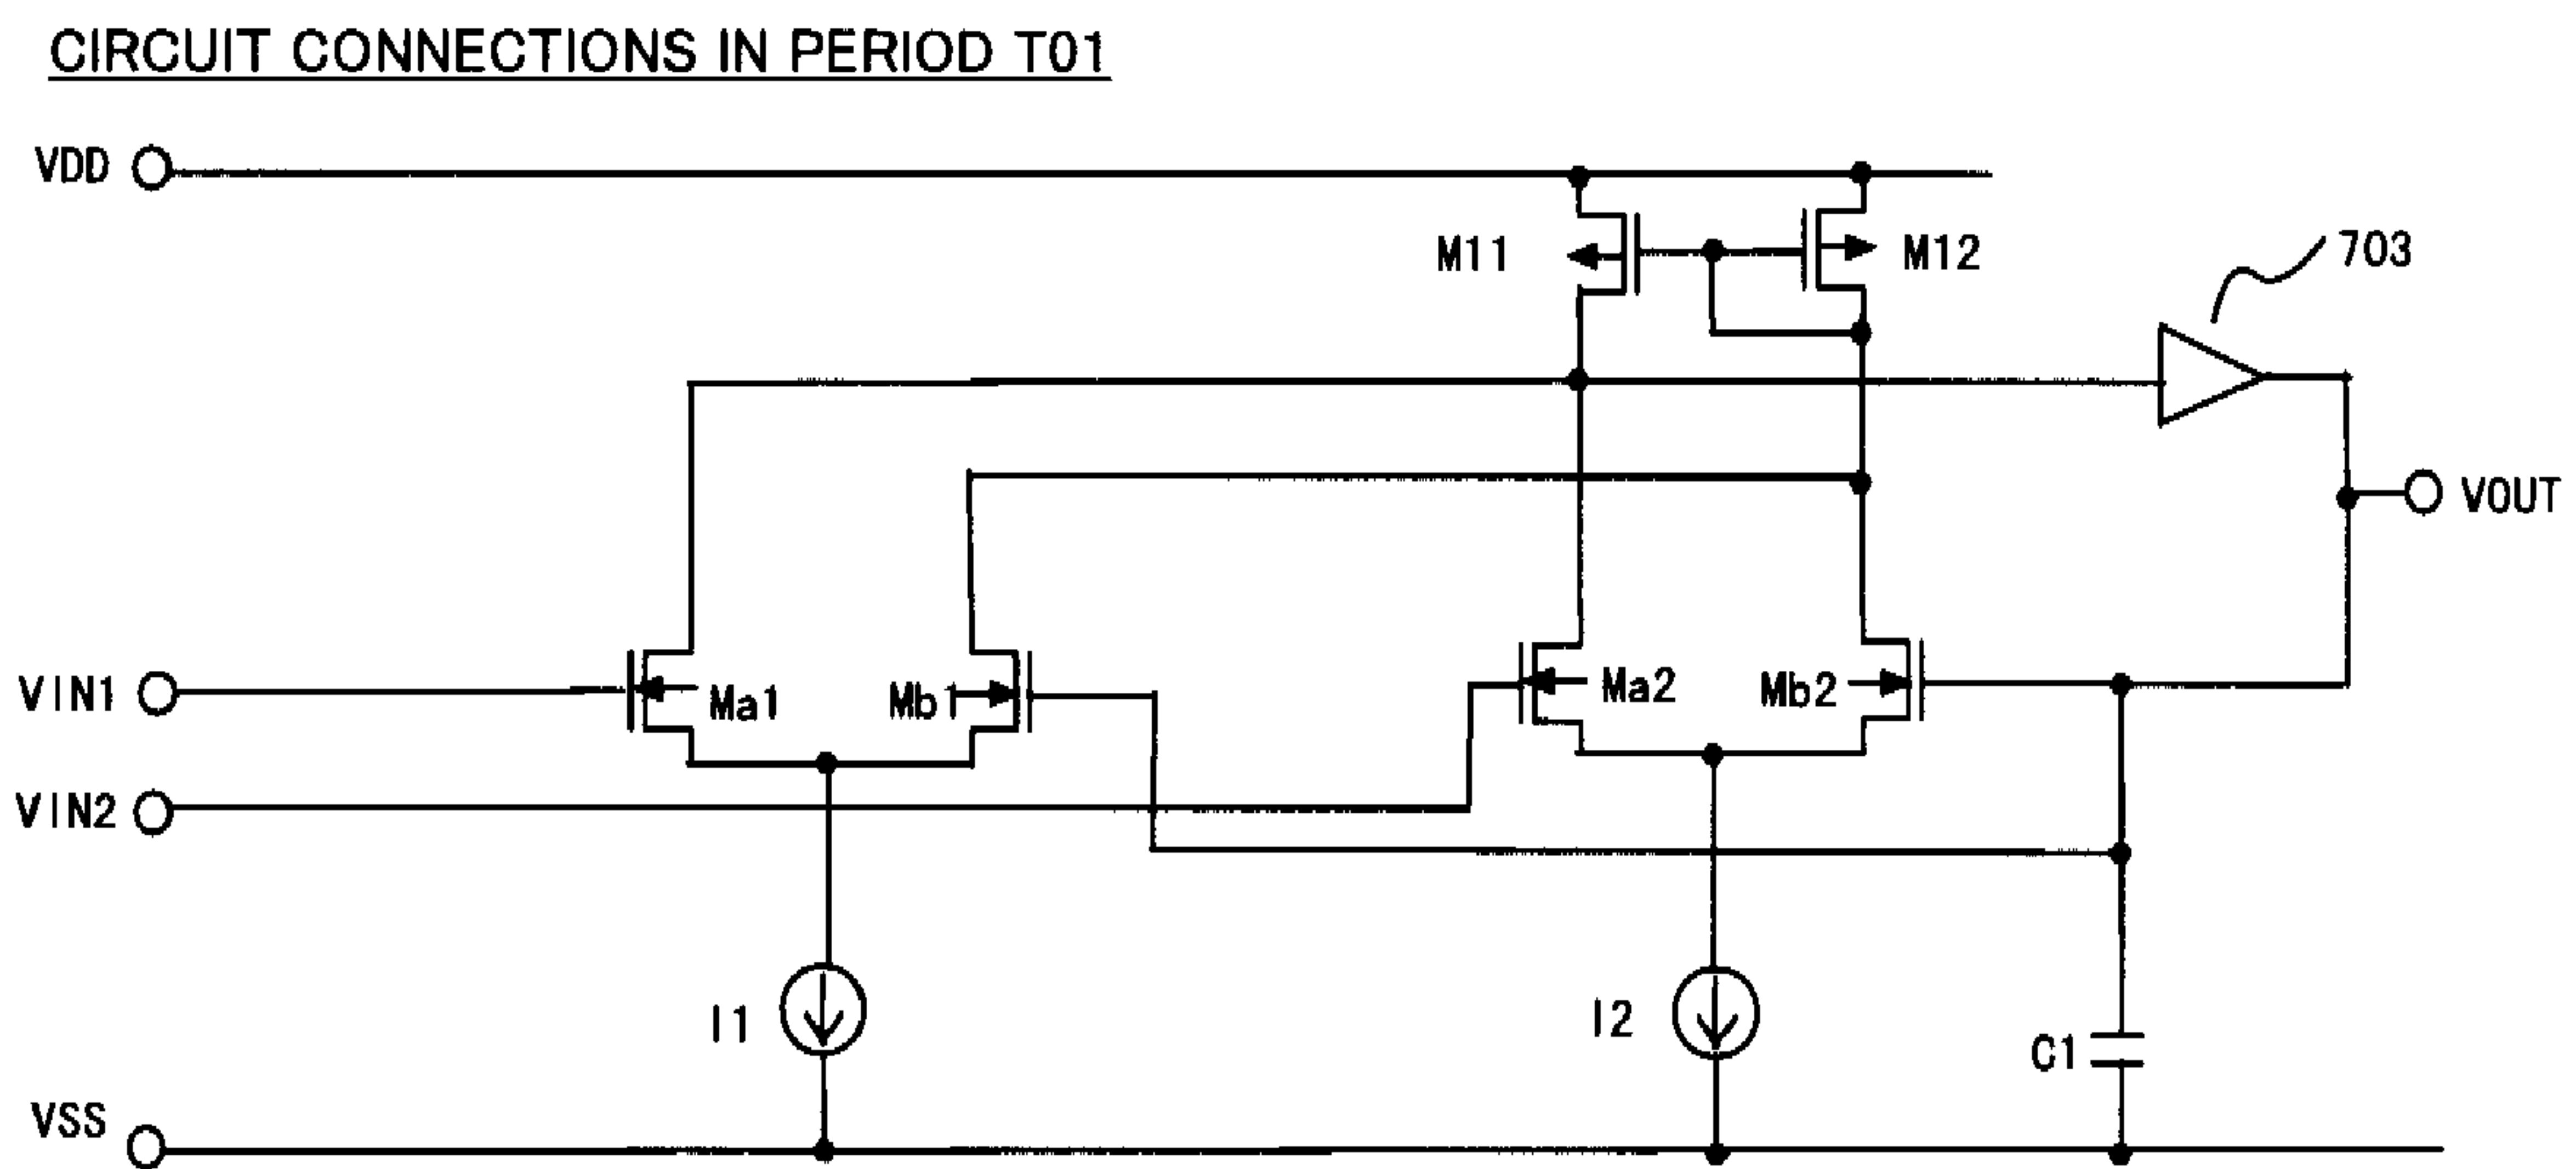 CIRCUIT CONNECTIONS IN PERIOD T01
VDD
M11
M12
703
VOUT
VIN1
Ma1
Mb1
Ma2
Mb2
VIN2
I1
I2
C1
VSS